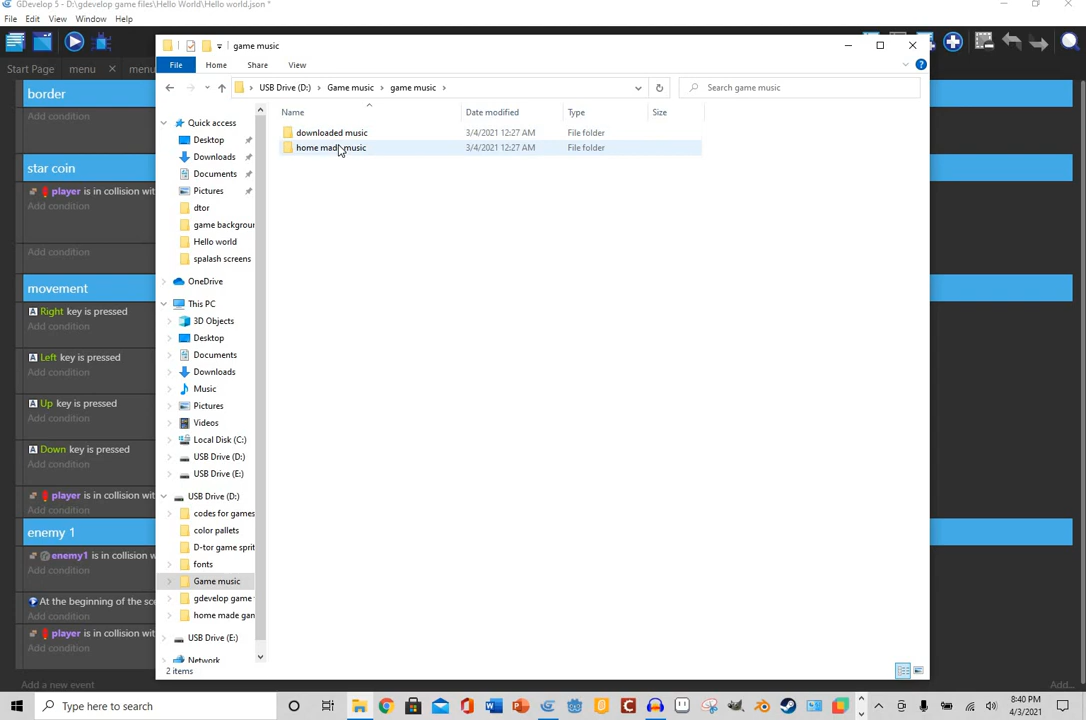 GDevelop 5 - D:\gdevelop game files\Hello World\Hello world.json *
File Edit View Window Help
game music
Start Page menu menu
File Home Share View
USB Drive (D:) Game music game music
Search game music
Name Date modified Type Size
downloaded music 3/4/2021 12:27 AM File folder
home made music 3/4/2021 12:27 AM File folder
Quick access
Desktop
Downloads
Documents
Pictures
dtor
game backgroun
Hello world
spalash screens
OneDrive
This PC
3D Objects
Desktop
Documents
Downloads
Music
Pictures
Videos
Local Disk (C:)
USB Drive (D:)
USB Drive (E:)
USB Drive (D:)
codes for games
color pallets
D-tor game sprit
fonts
Game music
gdevelop game
home made gan
USB Drive (E:)
Network
2 items
border
Add condition
star coin
player is in collision wit
Add condition
Add condition
movement
Right key is pressed
Add condition
Left key is pressed
Add condition
Up key is pressed
Add condition
Down key is pressed
Add condition
player is in collision wit
enemy 1
enemy1 is in collision w
Add condition
At the beginning of the sc
Add condition
player is in collision wit
Add condition
Add a new event Add...
Type here to search
8:40 PM
4/3/2021